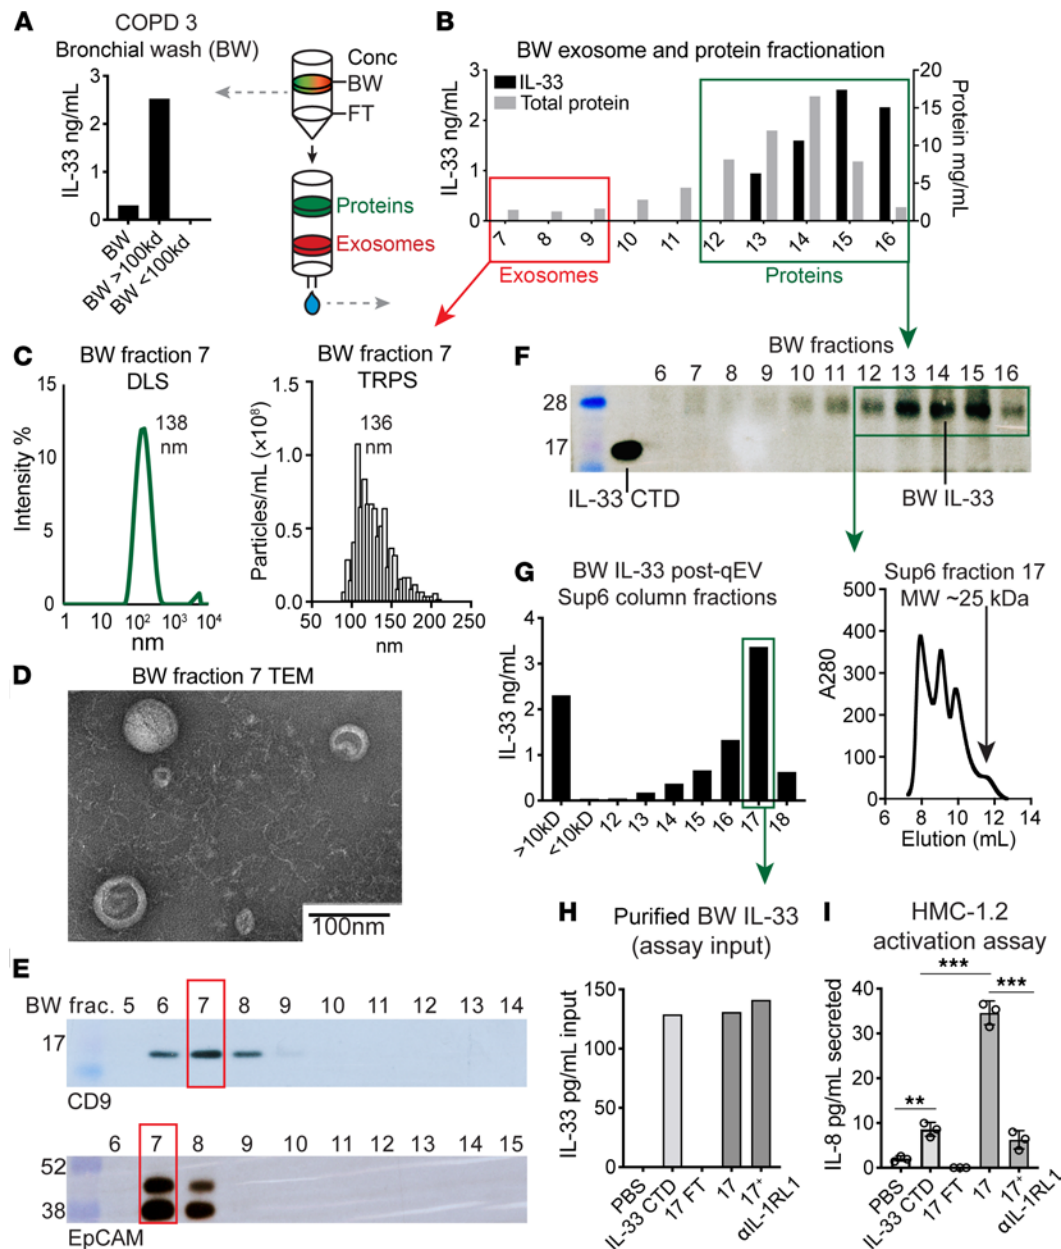 A
COPD 3
Bronchial wash (BW)
IL-33 ng/mL
3
2
1
0
BW
BW >100kd
BW <100kd
Conc
BW
FT
Proteins
Exosomes
B
BW exosome and protein fractionation
IL-33
Total protein
IL-33 ng/mL
3
2
1
0
20
15
10
5
0
Protein mg/mL
7 8 9 10 11 12 13 14 15 16
Exosomes
Proteins
C
BW fraction 7
DLS
138
nm
Intensity %
15
10
5
0
1 10 10² 10³ 10⁴
nm
BW fraction 7
TRPS
136
nm
Particles/mL (×10⁸)
1.5
1.0
0.5
0.0
50 100 150 200 250
nm
D
BW fraction 7 TEM
100nm
E
BW frac. 5 6 7 8 9 10 11 12 13 14
17
CD9
6 7 8 9 10 11 12 13 14 15
52
38
EpCAM
F
BW fractions
6 7 8 9 10 11 12 13 14 15 16
28
17
IL-33 CTD
BW IL-33
G
BW IL-33 post-qEV
Sup6 column fractions
IL-33 ng/mL
4
3
2
1
0
>10kD
<10kD
12 13 14 15 16 17 18
Sup6 fraction 17
MW ~25 kDa
A280
500
400
300
200
100
0
6 8 10 12 14
Elution (mL)
H
Purified BW IL-33
(assay input)
IL-33 pg/mL input
150
100
50
0
PBS
IL-33 CTD
17 FT
17
17+
αIL-1RL1
I
HMC-1.2
activation assay
IL-8 pg/mL secreted
40
30
20
10
0
**
***
***
PBS
IL-33 CTD
17 FT
17
17+
αIL-1RL1